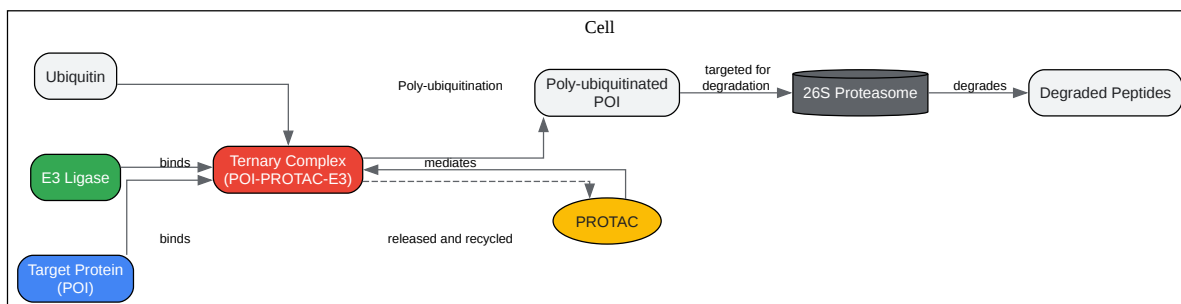 Cell
Ubiquitin
Poly-ubiquitination
Poly-ubiquitinated
POI
targeted for
degradation
26S Proteasome
degrades
Degraded Peptides
E3 Ligase
binds
Ternary Complex
(POI-PROTAC-E3)
mediates
PROTAC
binds
released and recycled
Target Protein
(POI)